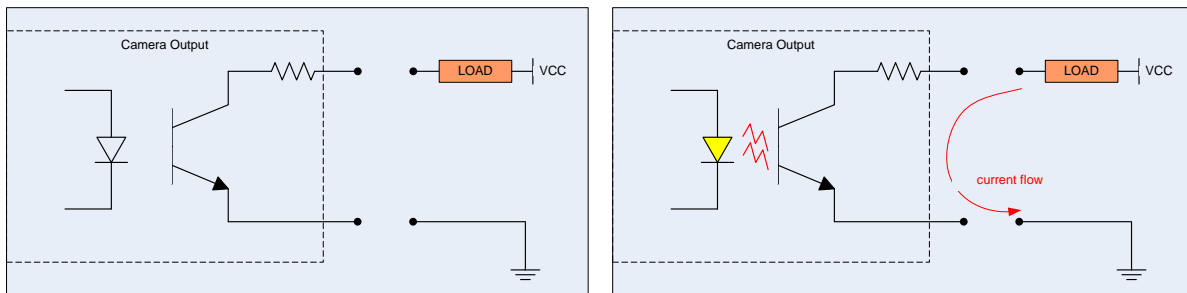 Camera Output
LOAD
VCC
Camera Output
LOAD
VCC
current flow